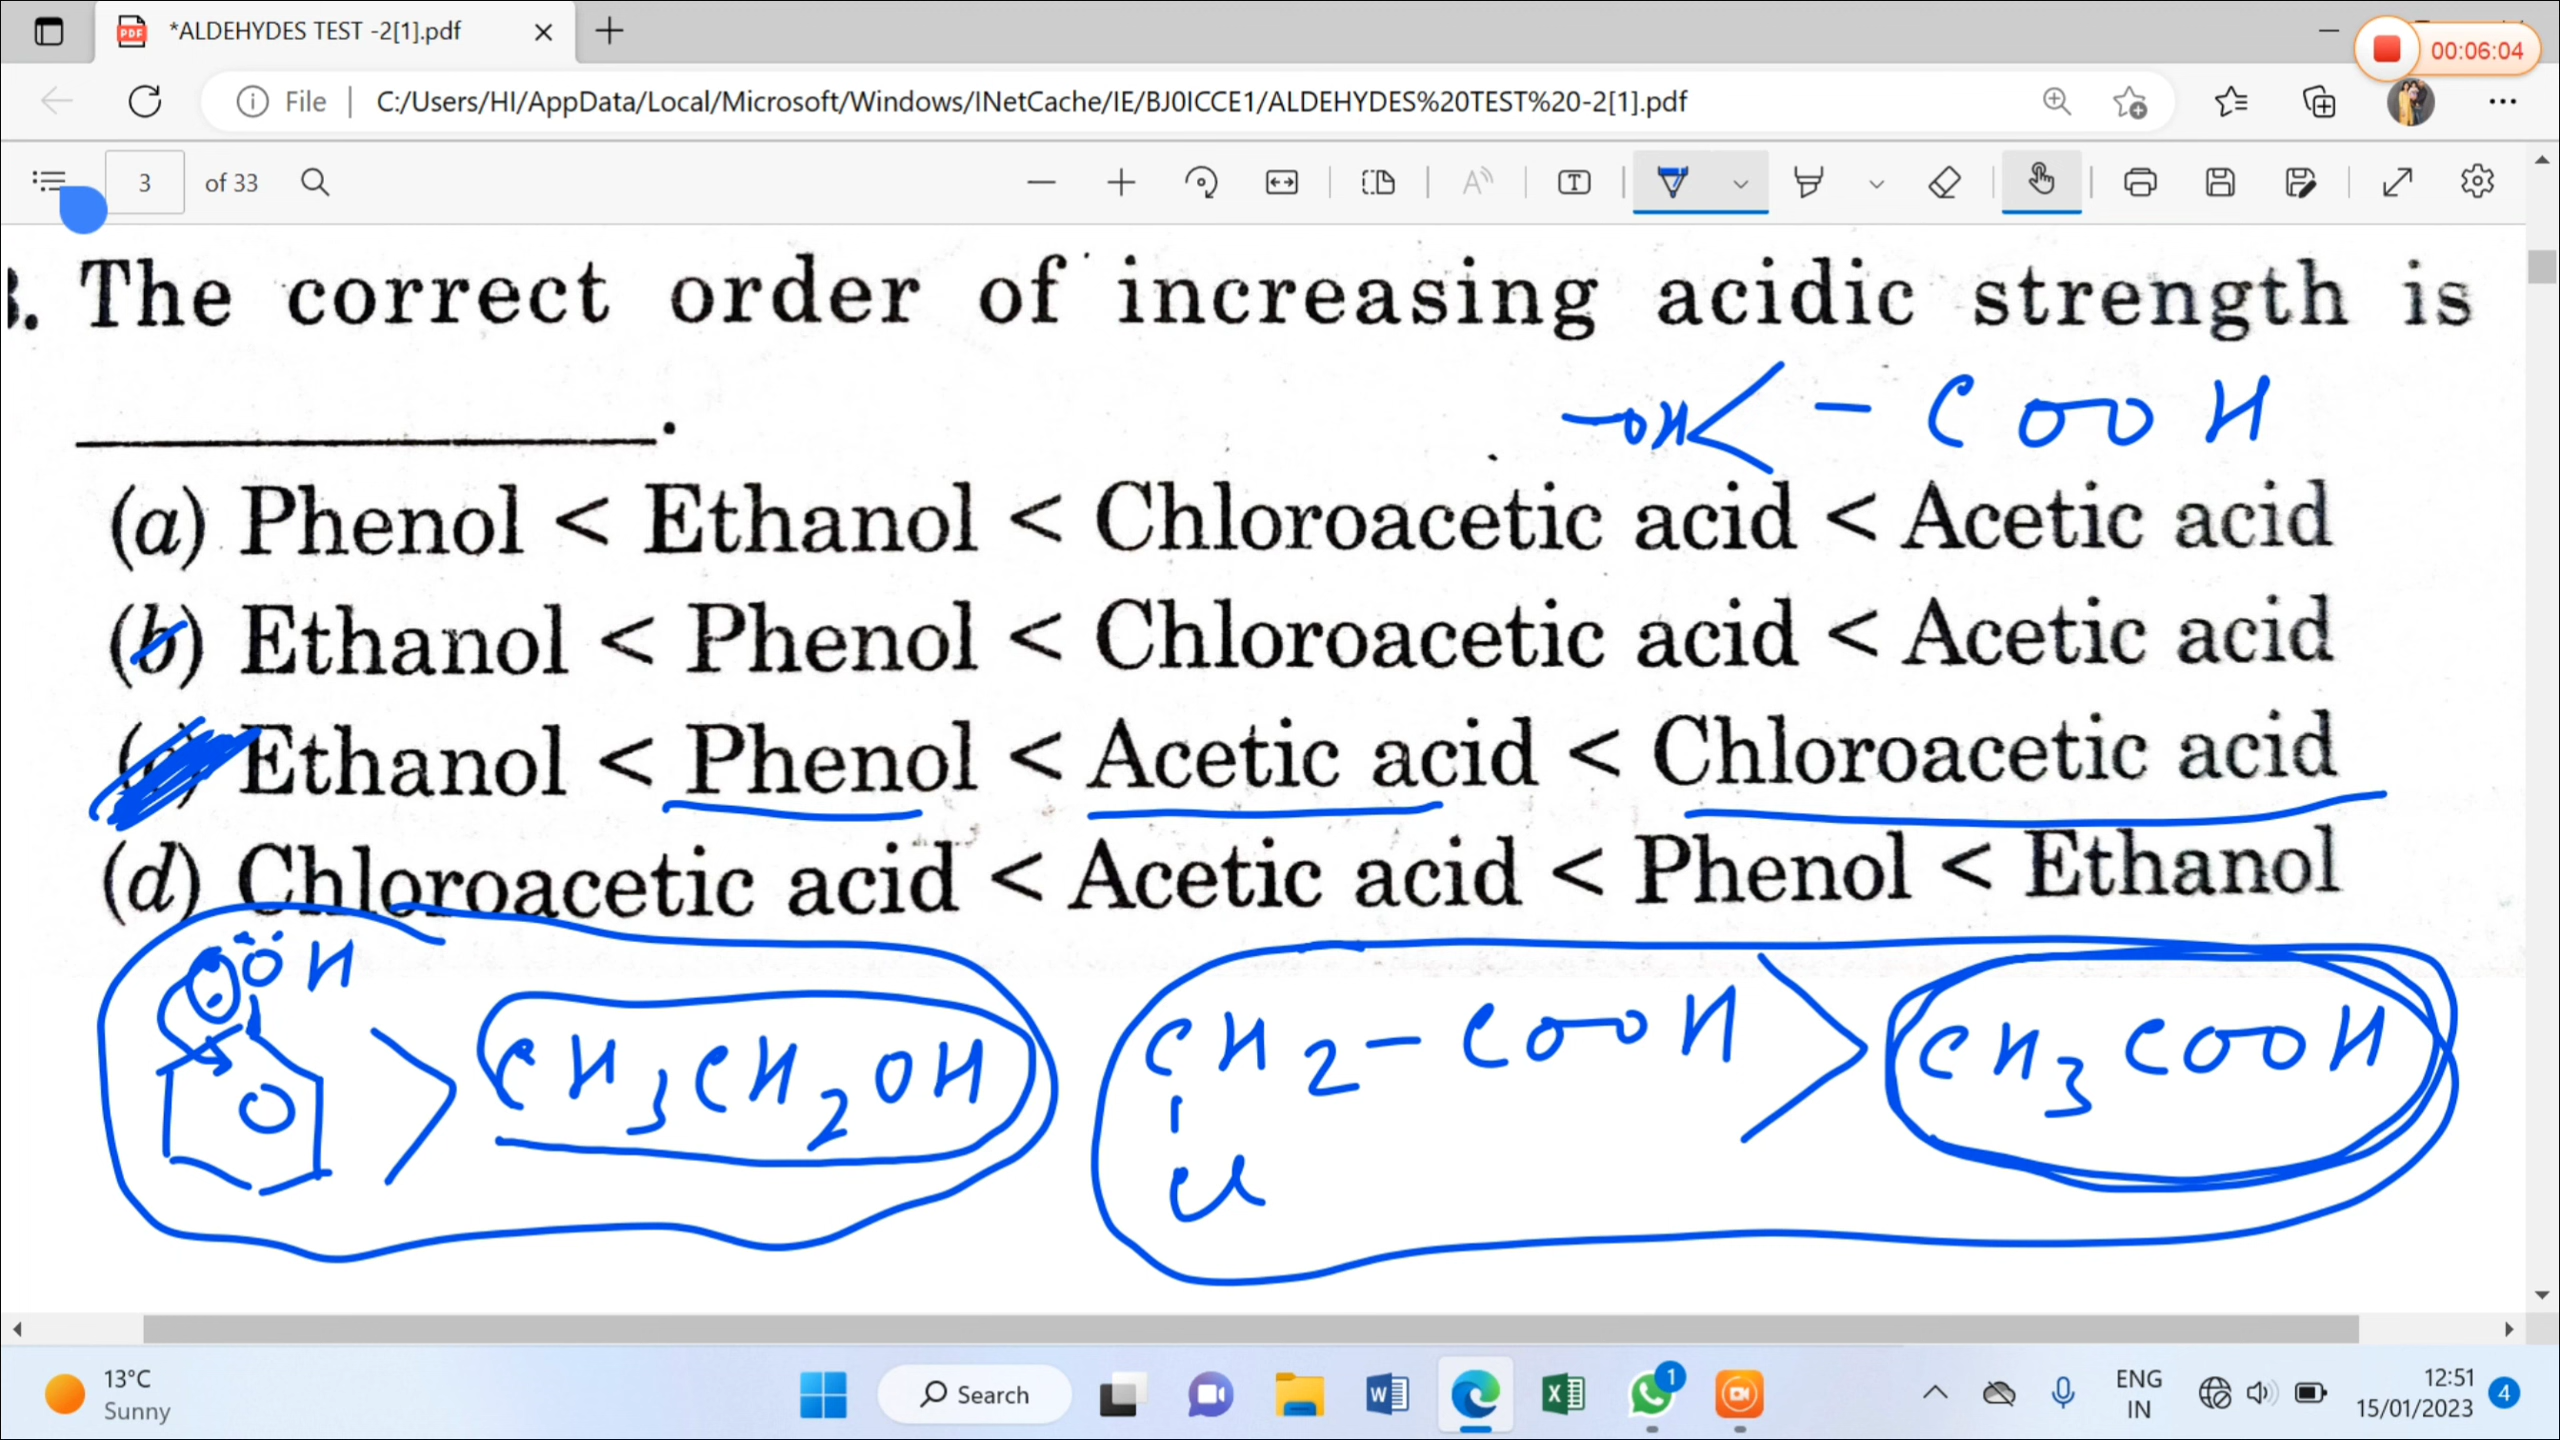 *ALDEHYDES TEST -2[1].pdf
00:06:04
File | C:/Users/HI/AppData/Local/Microsoft/Windows/INetCache/IE/BJ0ICCE1/ALDEHYDES%20TEST%20-2[1].pdf
3 of 33
3. The correct order of increasing acidic strength is
____________.
-OH < - COOH
(a) Phenol < Ethanol < Chloroacetic acid < Acetic acid
(b) Ethanol < Phenol < Chloroacetic acid < Acetic acid
(c) Ethanol < Phenol < Acetic acid < Chloroacetic acid
(d) Chloroacetic acid < Acetic acid < Phenol < Ethanol
ÖH
> CH3CH2OH
CH2-COOH > CH3COOH
Cl
13°C
Sunny
Search
1
ENG
IN
12:51
15/01/2023
4